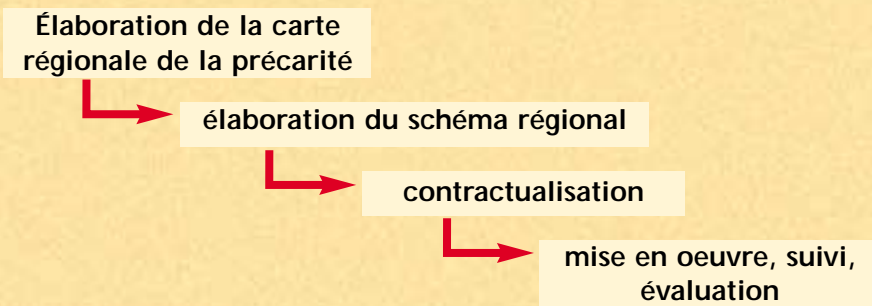 Élaboration de la carte
régionale de la précarité
élaboration du schéma régional
contractualisation
mise en oeuvre, suivi,
évaluation